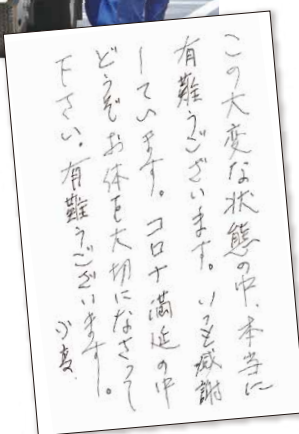 この大変な状態の中、本当に
有難うございます。いつも感謝
しています。コロナ満延の中
どうぞお体を大切になさって
下さい。有難うございます。